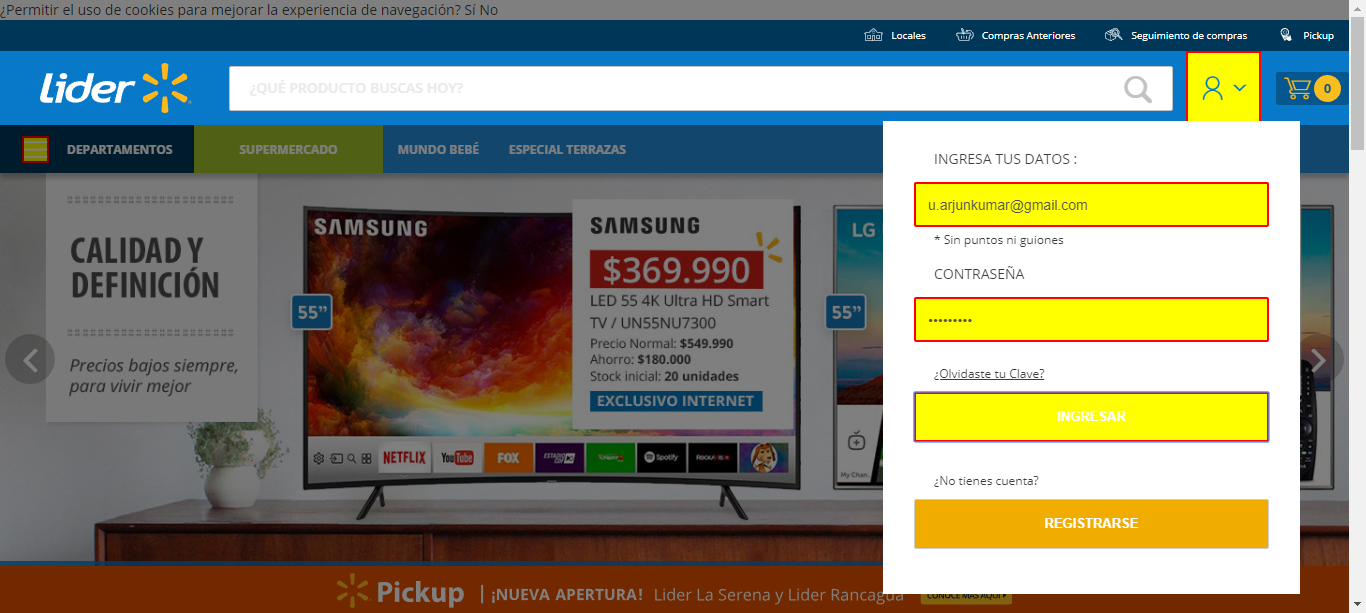 ¿Permitir el uso de cookies para mejorar la experiencia de navegación? Sí No
Locales Compras Anteriores Seguimiento de compras Pickup
Lider
¿QUÉ PRODUCTO BUSCAS HOY?
0
DEPARTAMENTOS SUPERMERCADO MUNDO BEBÉ ESPECIAL TERRAZAS
CALIDAD Y
DEFINICIÓN
Precios bajos siempre,
para vivir mejor
SAMSUNG
55”
SAMSUNG
$369.990
LED 55 4K Ultra HD Smart
TV / UN55NU7300
Precio Normal: $549.990
Ahorro: $180.000
Stock inicial: 20 unidades
EXCLUSIVO INTERNET
NETFLIX YouTube FOX Spotify
55”
LG
My Chan.
INGRESA TUS DATOS :
u.arjunkumar@gmail.com
* Sin puntos ni guiones
CONTRASEÑA
•••••••••
¿Olvidaste tu Clave?
INGRESAR
¿No tienes cuenta?
REGISTRARSE
Pickup | ¡NUEVA APERTURA! Lider La Serena y Lider Rancagua
CONOCE MÁS AQUÍ